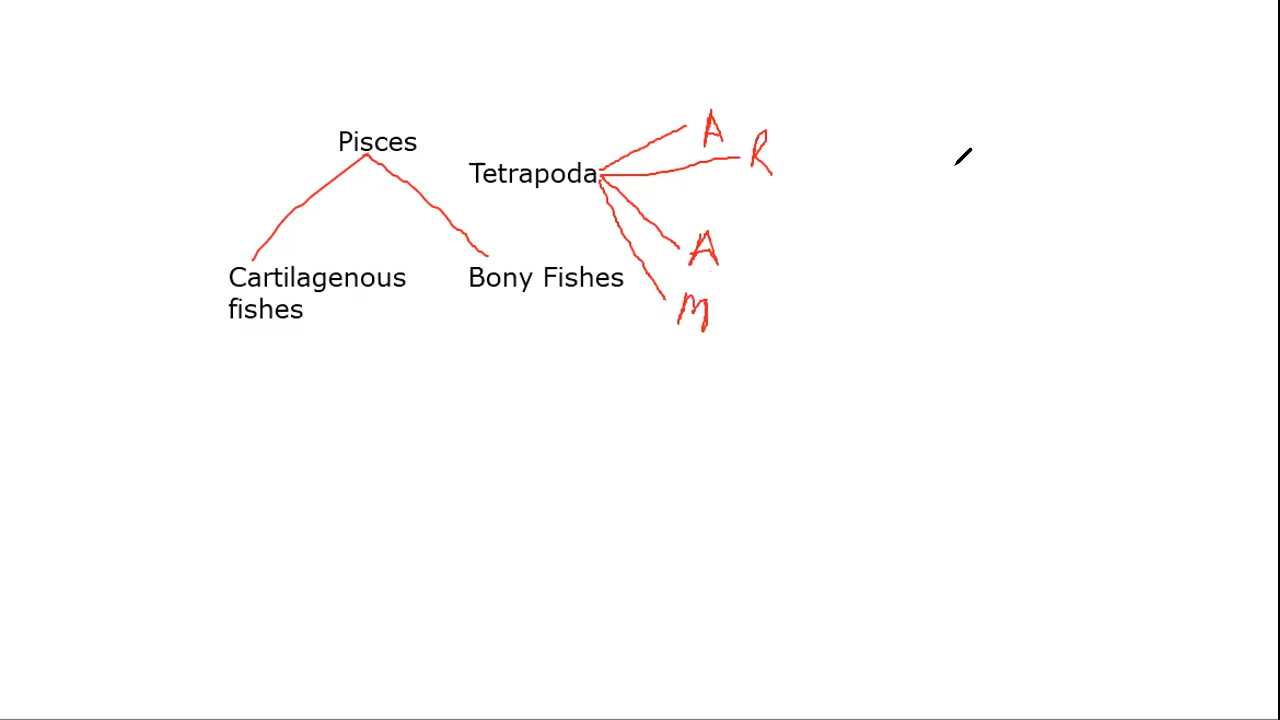 Pisces
Cartilagenous
fishes
Bony Fishes
Tetrapoda
A
R
A
M